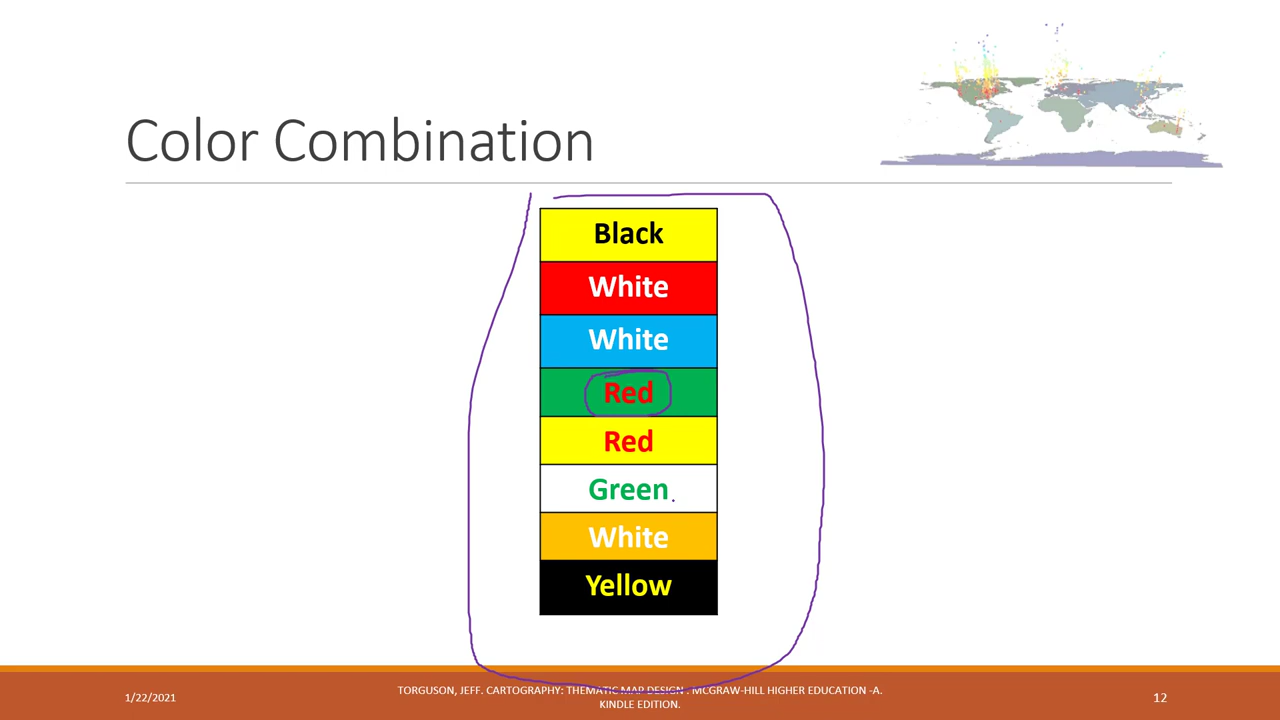 Color Combination
Black
White
White
Red
Red
Green
White
Yellow
1/22/2021
TORGUSON, JEFF. CARTOGRAPHY: THEMATIC MAP DESIGN . MCGRAW-HILL HIGHER EDUCATION -A.
KINDLE EDITION.
12